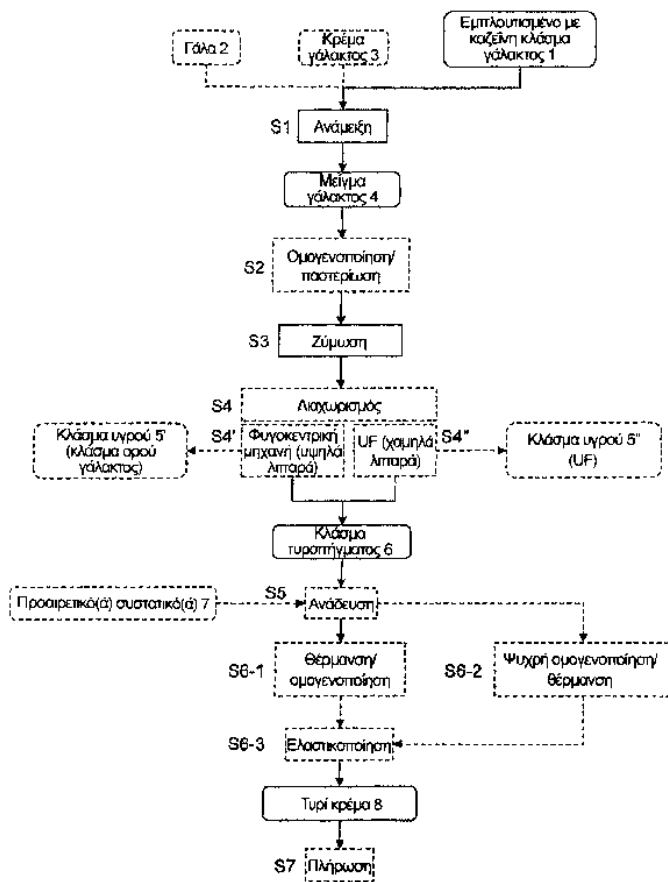 Γάλα 2
Κρέμα
γάλακτος 3
Εμπλουτισμένο με
καζεΐνη κλάσμα
γάλακτος 1
S1
Ανάμειξη
Μείγμα
γάλακτος 4
S2
Ομογενοποίηση/
παστερίωση
S3
Ζύμωση
S4
Διαχωρισμός
Κλάσμα υγρού 5'
(κλάσμα ορού
γάλακτος)
S4'
Φυγοκεντρική
μηχανή (υψηλά
λιπαρά)
UF (χαμηλά
λιπαρά)
S4"
Κλάσμα υγρού 5"
(UF)
Κλάσμα
τυροπήγματος 6
Προαιρετικό(ά) συστατικό(ά) 7
S5
Ανάδευση
S6-1
Θέρμανση/
ομογενοποίηση
S6-2
Ψυχρή ομογενοποίηση/
θέρμανση
S6-3
Ελαστικοποίηση
Τυρί κρέμα 8
S7
Πλήρωση